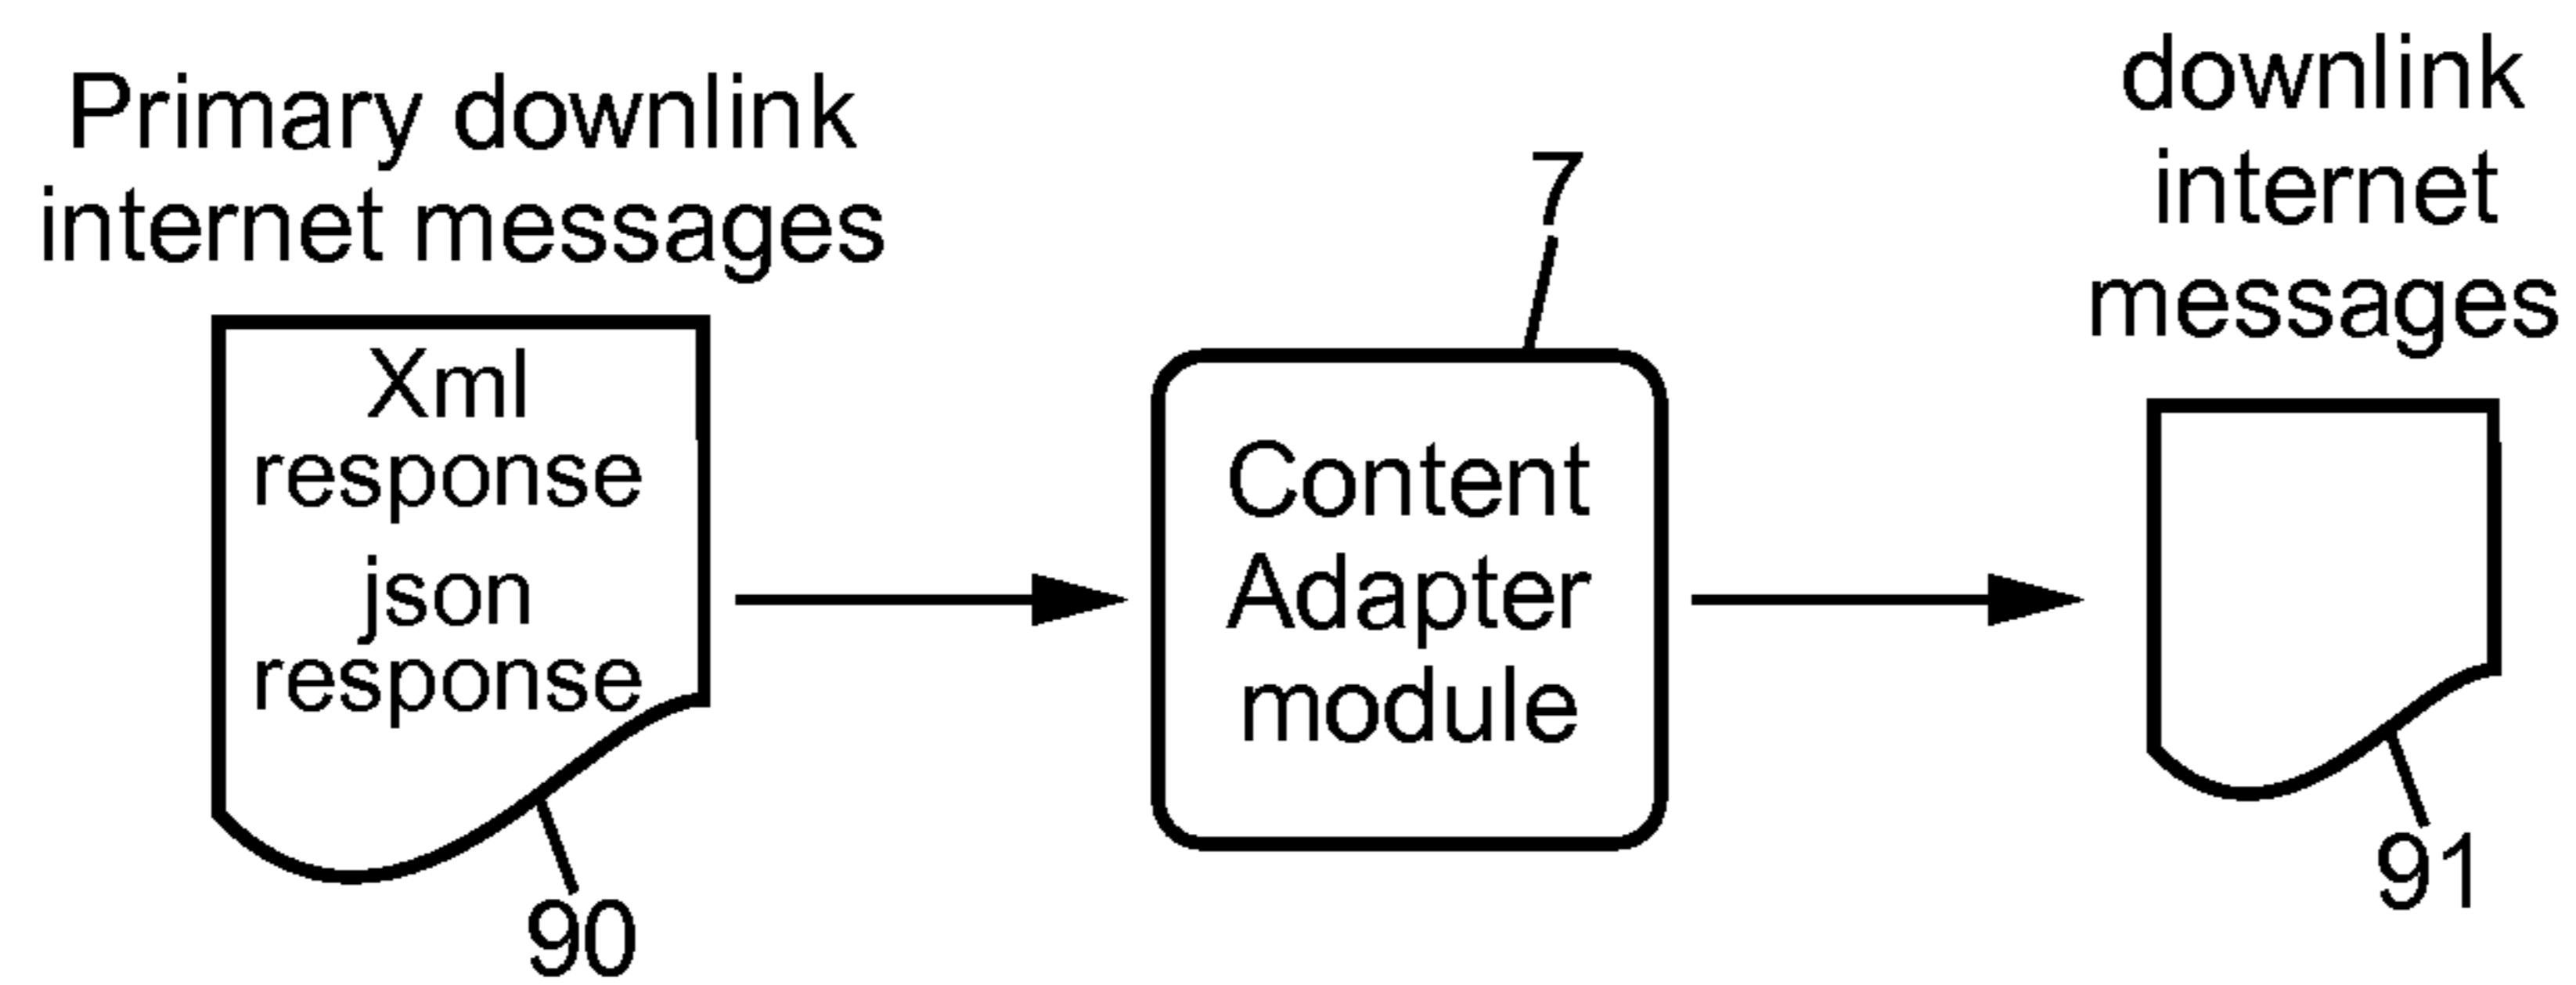 Primary downlink
internet messages
Xml
response
json
response
90
7
Content
Adapter
module
downlink
internet
messages
91